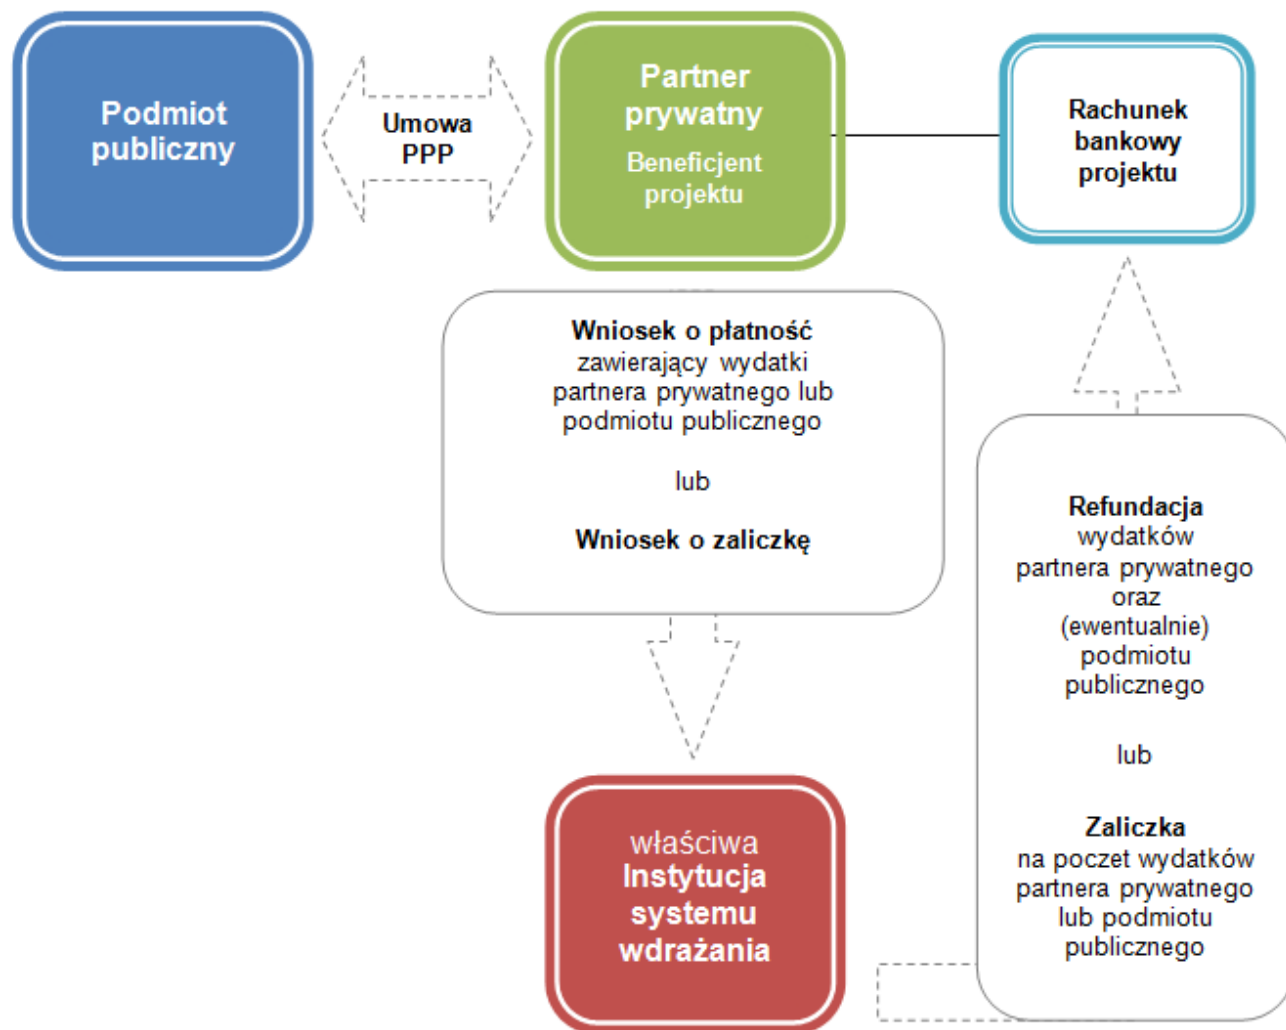 Podmiot
publiczny
Umowa
PPP
Partner
prywatny
Beneficjent
projektu
Rachunek
bankowy
projektu
Wniosek o płatność
zawierający wydatki
partnera prywatnego lub
podmiotu publicznego
lub
Wniosek o zaliczkę
Refundacja
wydatków
partnera prywatnego
oraz
(ewentualnie)
podmiotu
publicznego
lub
Zaliczka
na poczet wydatków
partnera prywatnego
lub podmiotu
publicznego
właściwa
Instytucja
systemu
wdrażania